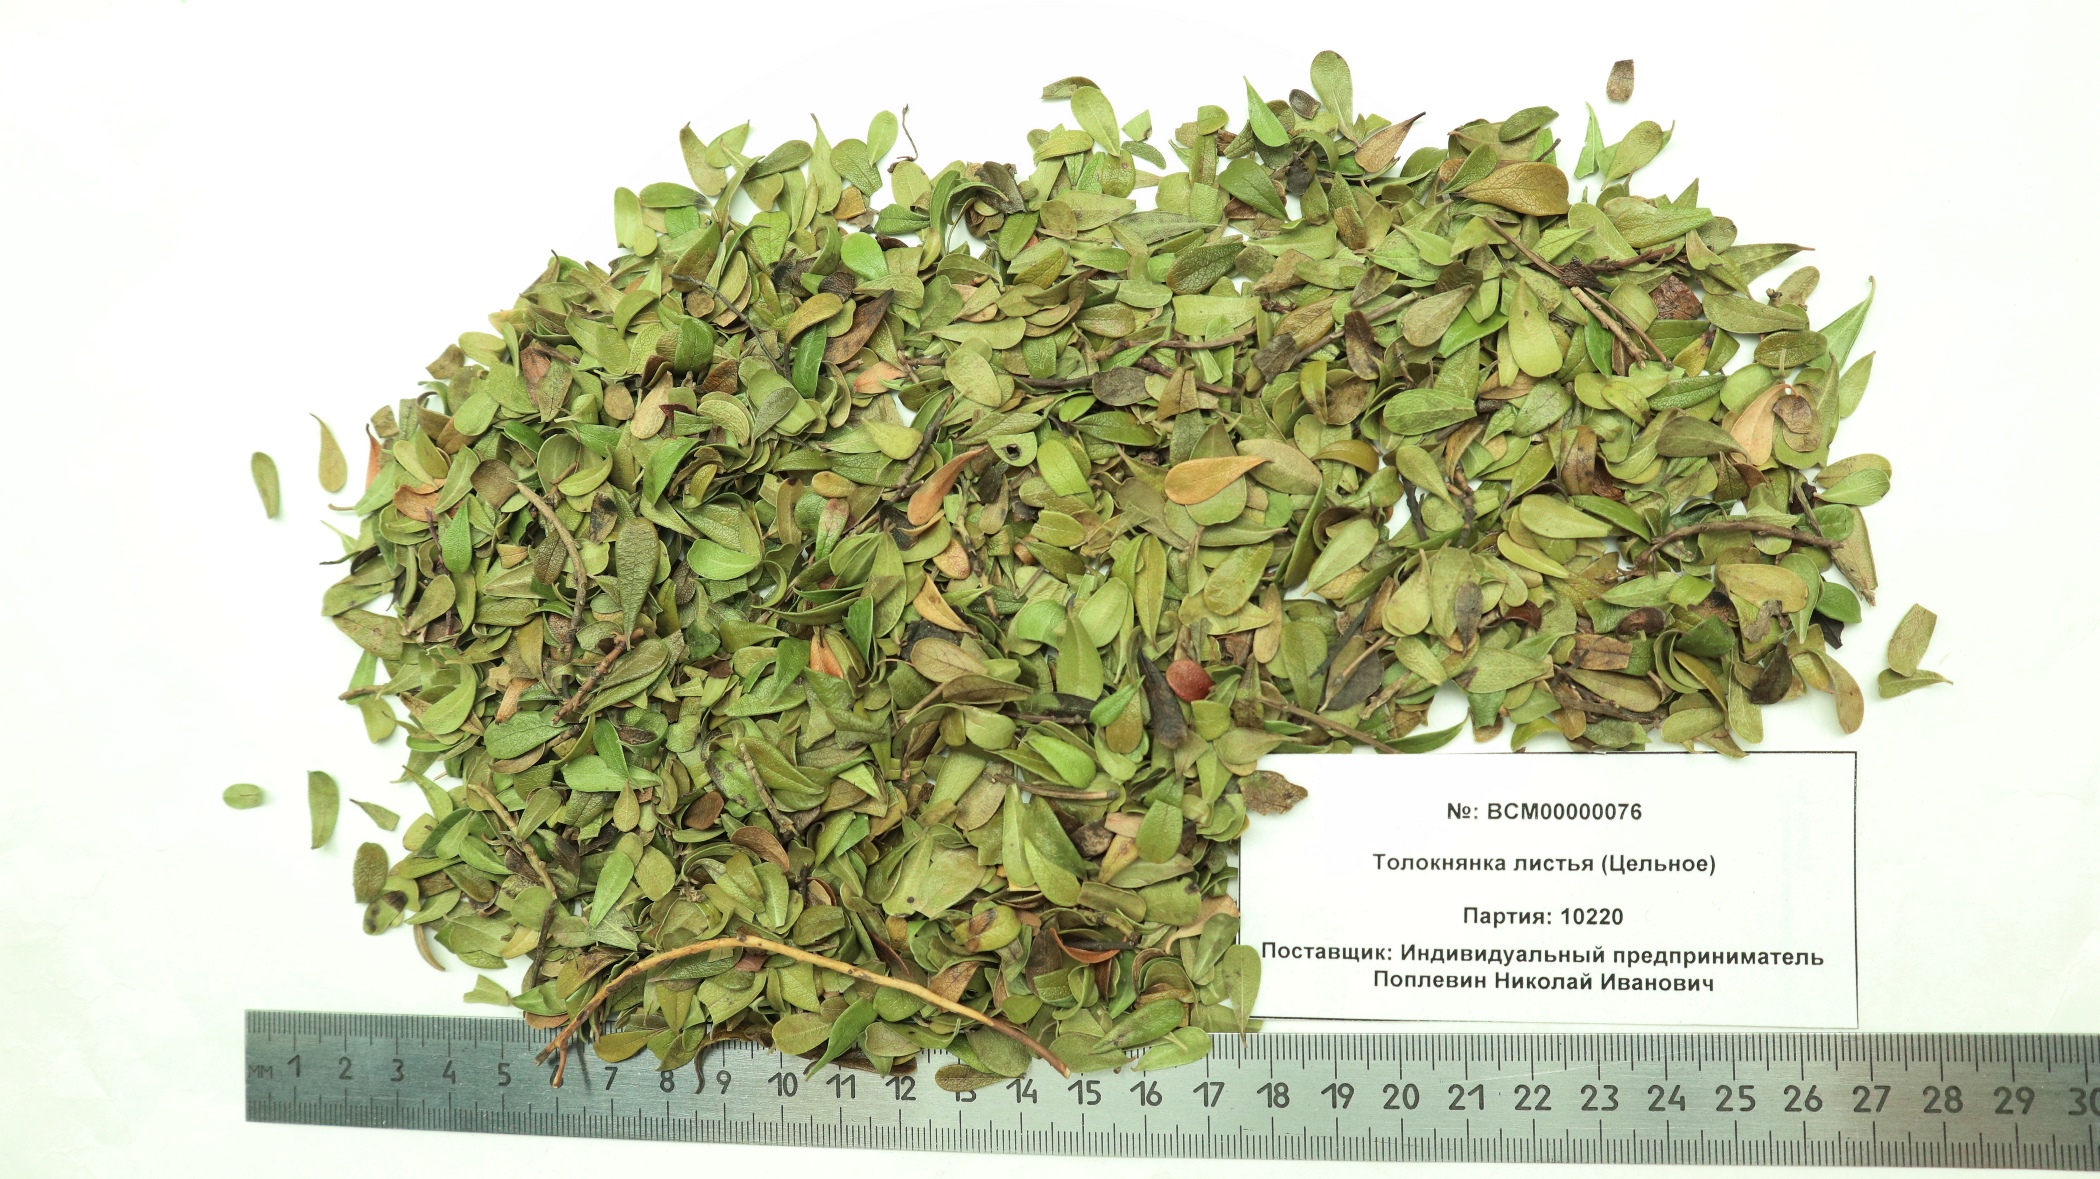 №: BCM00000076
Толокнянка листья (Цельное)
Партия: 10220
Поставщик: Индивидуальный предприниматель
Поплевин Николай Иванович
мм 1 2 3 4 5 6 7 8 9 10 11 12 13 14 15 16 17 18 19 20 21 22 23 24 25 26 27 28 29 30